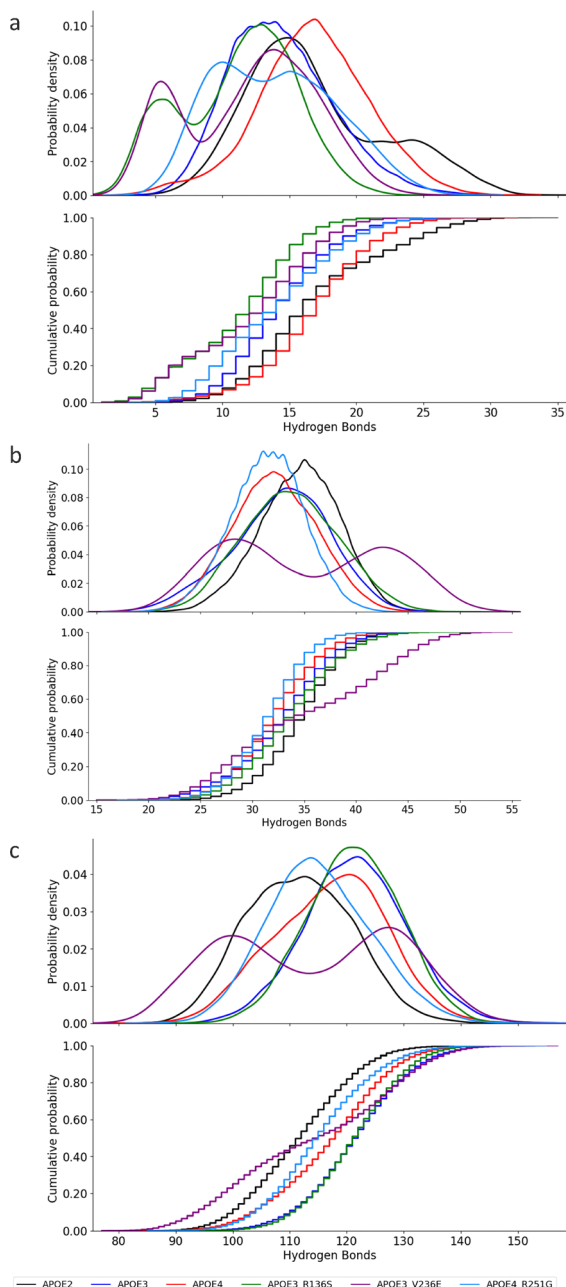 a
Probability density
0.10
0.08
0.06
0.04
0.02
0.00
Cumulative probability
1.00
0.80
0.60
0.40
0.20
0.00
5 10 15 20 25 30 35
Hydrogen Bonds
b
Probability density
0.10
0.08
0.06
0.04
0.02
0.00
Cumulative probability
1.00
0.80
0.60
0.40
0.20
0.00
15 20 25 30 35 40 45 50 55
Hydrogen Bonds
c
Probability density
0.04
0.03
0.02
0.01
0.00
Cumulative probability
1.00
0.80
0.60
0.40
0.20
0.00
80 90 100 110 120 130 140 150
Hydrogen Bonds
APOE2 APOE3 APOE4 APOE3_R136S APOE3_V236E APOE4_R251G